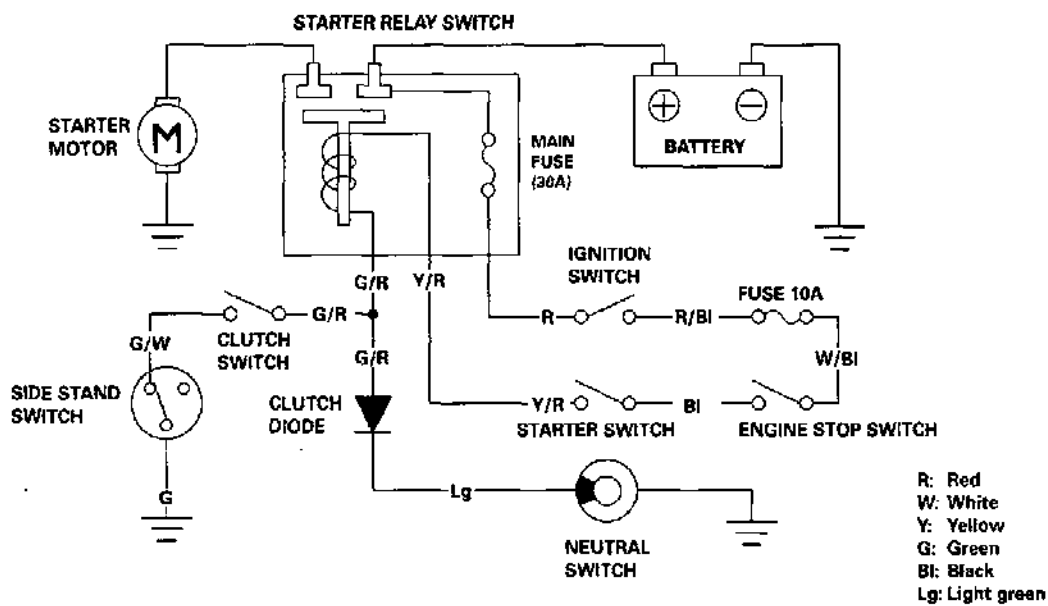 STARTER RELAY SWITCH
STARTER
MOTOR
M
MAIN
FUSE
(30A)
+
−
BATTERY
G/R
Y/R
IGNITION
SWITCH
FUSE 10A
G/R
R
R/Bl
G/W
CLUTCH
SWITCH
G/R
W/Bl
SIDE STAND
SWITCH
CLUTCH
DIODE
Y/R
Bl
STARTER SWITCH
ENGINE STOP SWITCH
G
Lg
NEUTRAL
SWITCH
R: Red
W: White
Y: Yellow
G: Green
Bl: Black
Lg: Light green